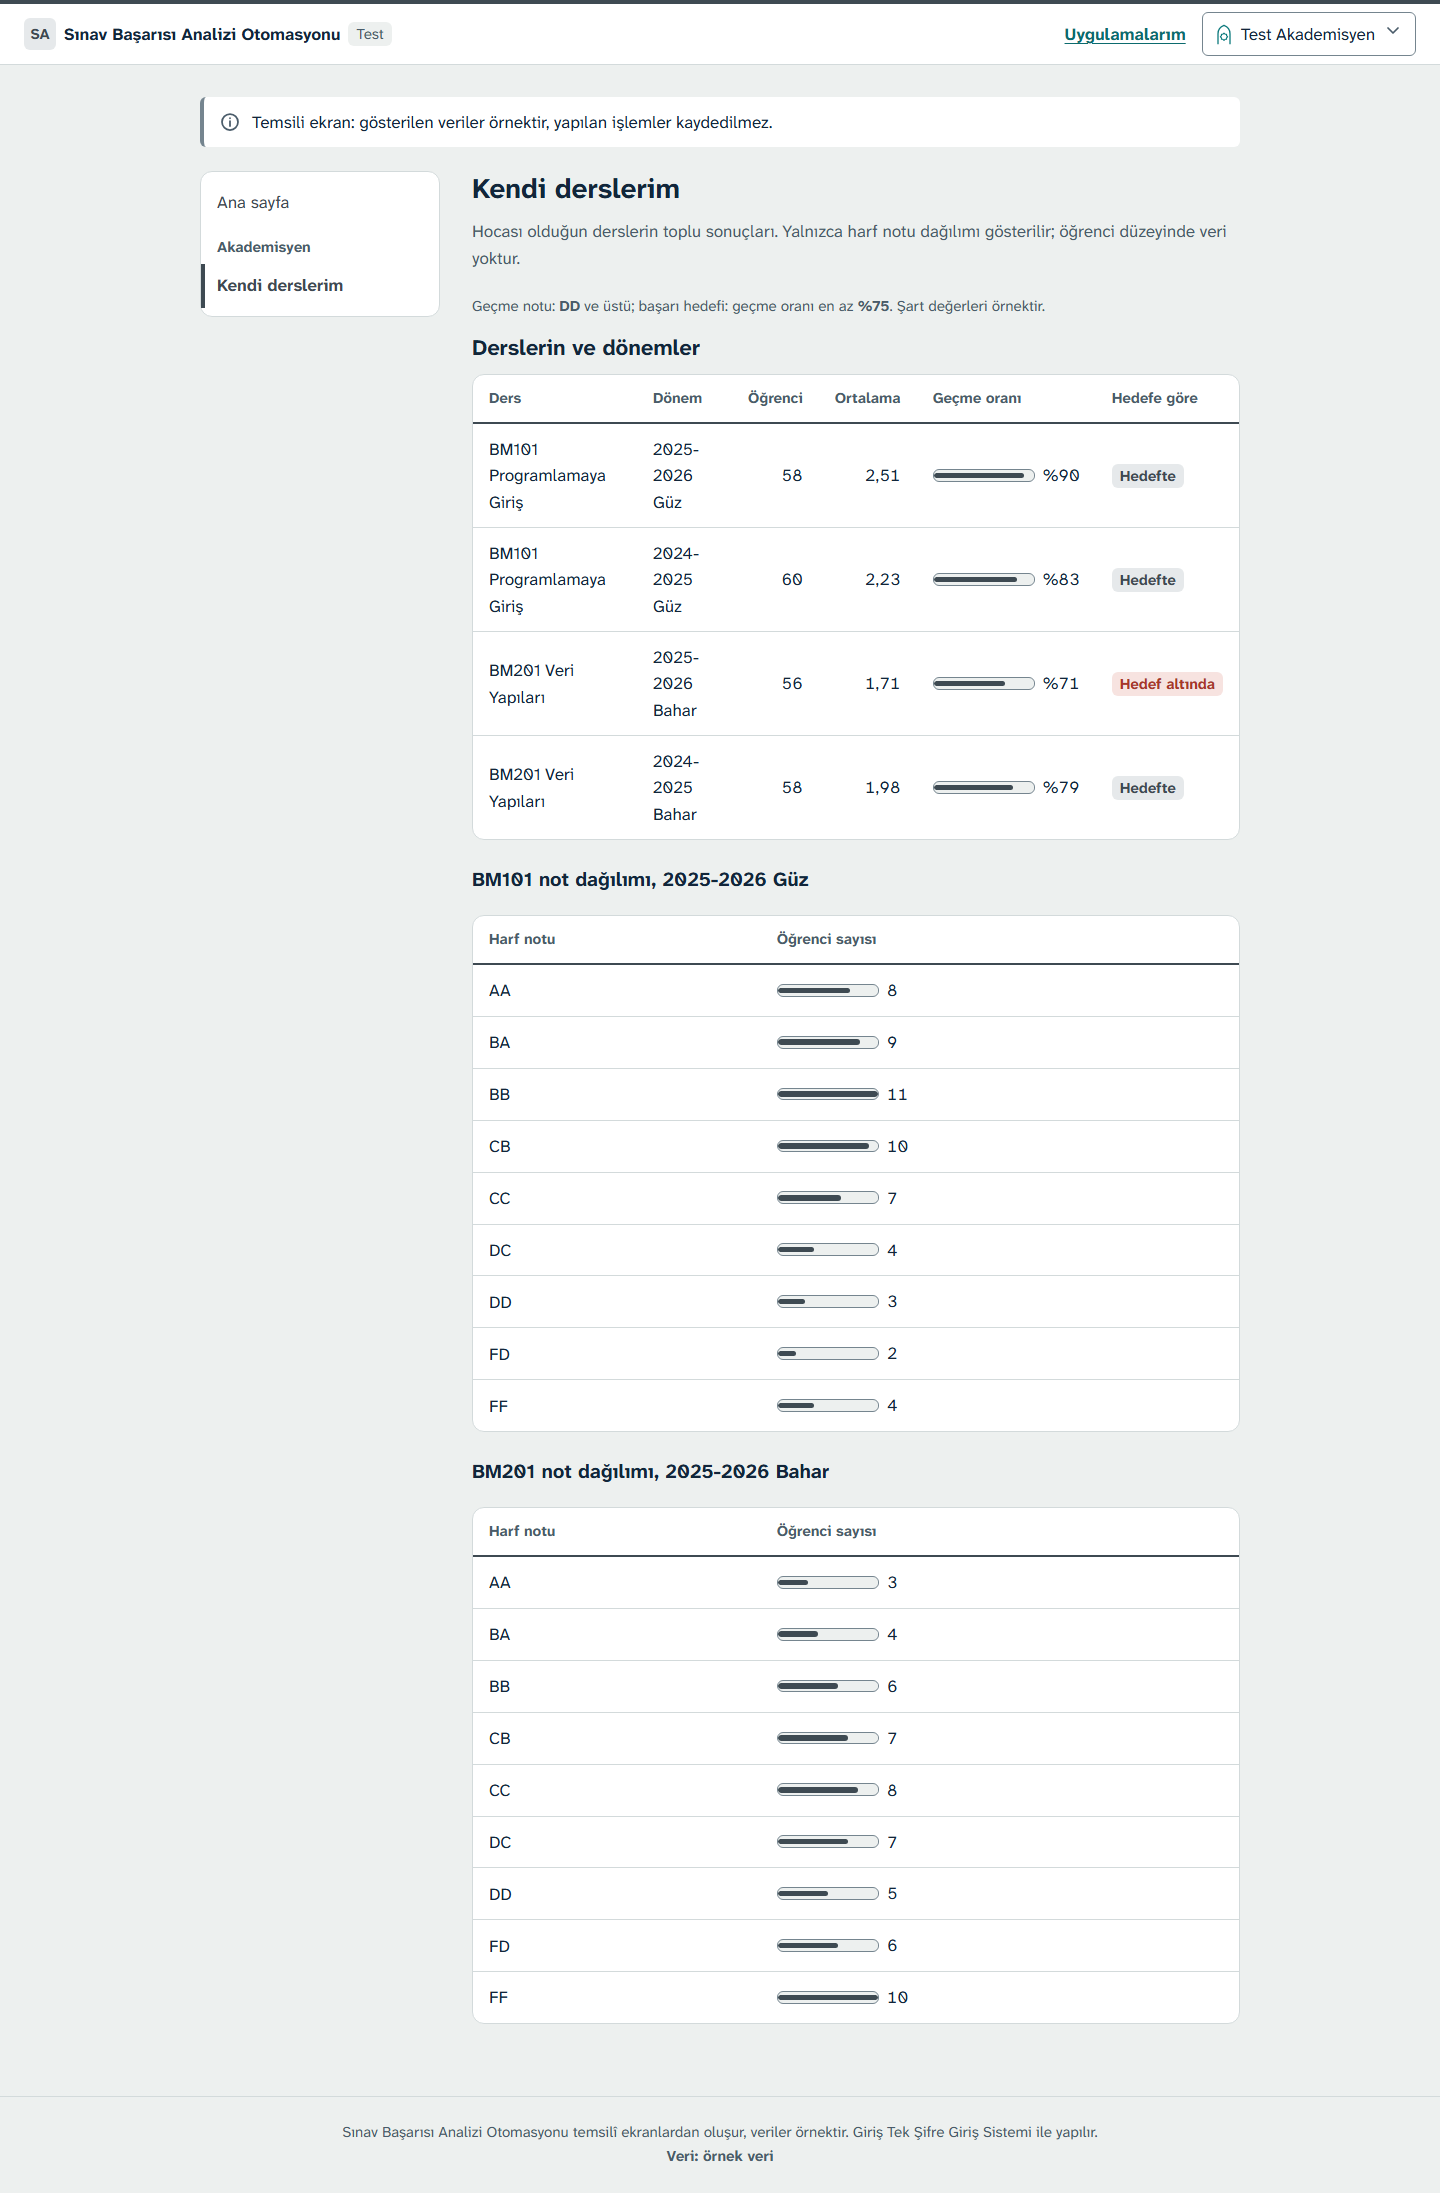 SA Sınav Başarısı Analizi Otomasyonu Test
Uygulamalarım
Test Akademisyen
Temsili ekran: gösterilen veriler örnektir, yapılan işlemler kaydedilmez.
Ana sayfa
Akademisyen
Kendi derslerim
Kendi derslerim
Hocası olduğun derslerin toplu sonuçları. Yalnızca harf notu dağılımı gösterilir; öğrenci düzeyinde veri
yoktur.
Geçme notu: DD ve üstü; başarı hedefi: geçme oranı en az %75. Şart değerleri örnektir.
Derslerin ve dönemler
Ders Dönem Öğrenci Ortalama Geçme oranı Hedefe göre
BM101
Programlamaya
Giriş
2025-
2026
Güz
58 2,51 %90 Hedefte
BM101
Programlamaya
Giriş
2024-
2025
Güz
60 2,23 %83 Hedefte
BM201 Veri
Yapıları
2025-
2026
Bahar
56 1,71 %71 Hedef altında
BM201 Veri
Yapıları
2024-
2025
Bahar
58 1,98 %79 Hedefte
BM101 not dağılımı, 2025-2026 Güz
Harf notu Öğrenci sayısı
AA 8
BA 9
BB 11
CB 10
CC 7
DC 4
DD 3
FD 2
FF 4
BM201 not dağılımı, 2025-2026 Bahar
Harf notu Öğrenci sayısı
AA 3
BA 4
BB 6
CB 7
CC 8
DC 7
DD 5
FD 6
FF 10
Sınav Başarısı Analizi Otomasyonu temsilî ekranlardan oluşur, veriler örnektir. Giriş Tek Şifre Giriş Sistemi ile yapılır.
Veri: örnek veri